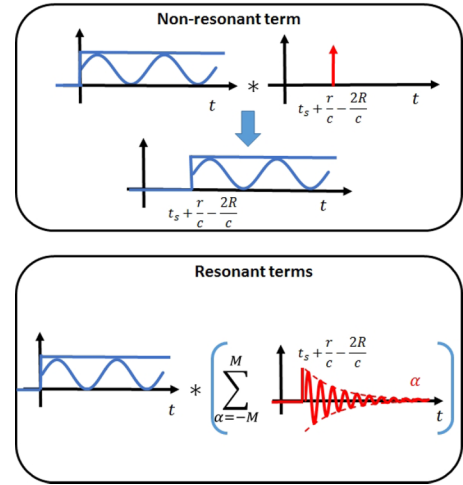 Non-resonant term
*
t
t
t_s + r/c − 2R/c
t
t_s + r/c − 2R/c
Resonant terms
t_s + r/c − 2R/c
M
* ∑ α
α=−M
t
t